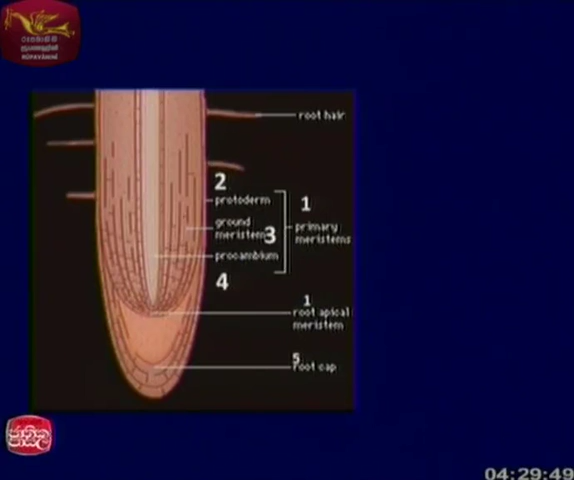 RUPAVAHINI
root hair
2
protoderm
1
ground
meristem
3
primary
meristems
procambium
4
1
root apical
meristem
5
root cap
04:29:49